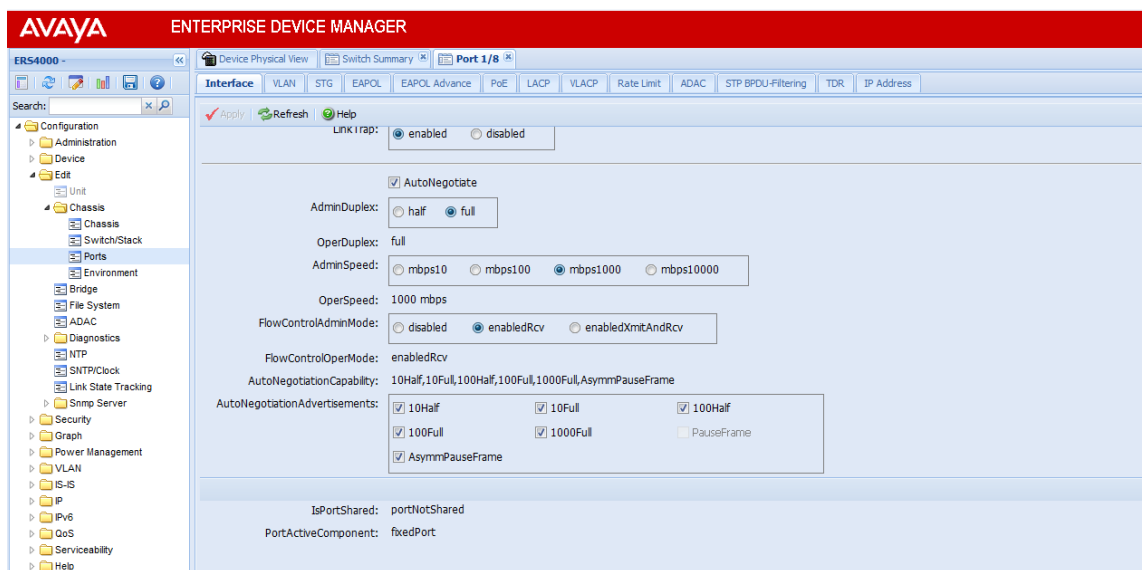 AVAYA ENTERPRISE DEVICE MANAGER
ERS4000 -
Device Physical View Switch Summary Port 1/8
Interface VLAN STG EAPOL EAPOL Advance PoE LACP VLACP Rate Limit ADAC STP BPDU-Filtering TDR IP Address
Search:
Apply Refresh Help
Configuration
Administration
Device
Edit
Unit
Chassis
Chassis
Switch/Stack
Ports
Environment
Bridge
File System
ADAC
Diagnostics
NTP
SNTP/Clock
Link State Tracking
Snmp Server
Security
Graph
Power Management
VLAN
IS-IS
IP
IPv6
QoS
Serviceability
Help
LinkTrap: enabled disabled
AutoNegotiate
AdminDuplex: half full
OperDuplex: full
AdminSpeed: mbps10 mbps100 mbps1000 mbps10000
OperSpeed: 1000 mbps
FlowControlAdminMode: disabled enabledRcv enabledXmitAndRcv
FlowControlOperMode: enabledRcv
AutoNegotiationCapability: 10Half,10Full,100Half,100Full,1000Full,AsymmPauseFrame
AutoNegotiationAdvertisements: 10Half 10Full 100Half
100Full 1000Full PauseFrame
AsymmPauseFrame
IsPortShared: portNotShared
PortActiveComponent: fixedPort